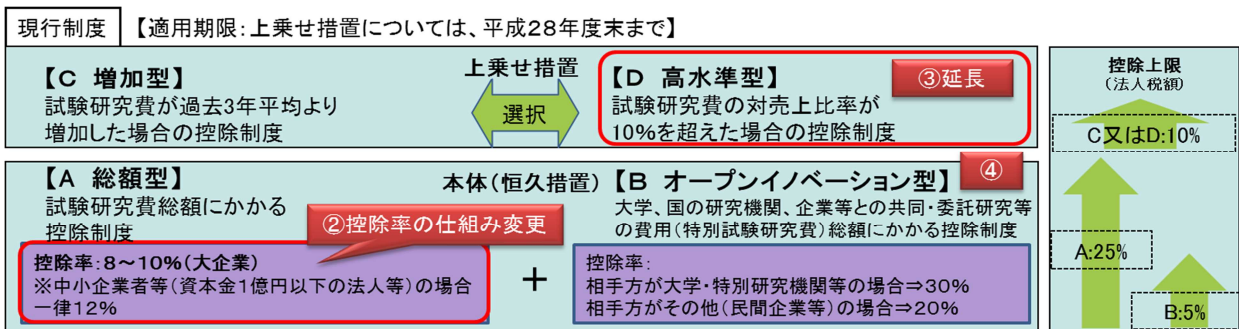 現行制度 【適用期限:上乗せ措置については、平成28年度末まで】
【C 増加型】
試験研究費が過去3年平均より
増加した場合の控除制度
上乗せ措置
選択
【D 高水準型】
③延長
試験研究費の対売上比率が
10%を超えた場合の控除制度
【A 総額型】
試験研究費総額にかかる
控除制度
②控除率の仕組み変更
控除率:8~10%(大企業)
※中小企業者等(資本金1億円以下の法人等)の場合
一律12%
本体(恒久措置)
+
【B オープンイノベーション型】
④
大学、国の研究機関、企業等との共同・委託研究等
の費用(特別試験研究費)総額にかかる控除制度
控除率:
相手方が大学・特別研究機関等の場合⇒30%
相手方がその他(民間企業等)の場合⇒20%
控除上限
(法人税額)
C又はD:10%
A:25%
B:5%